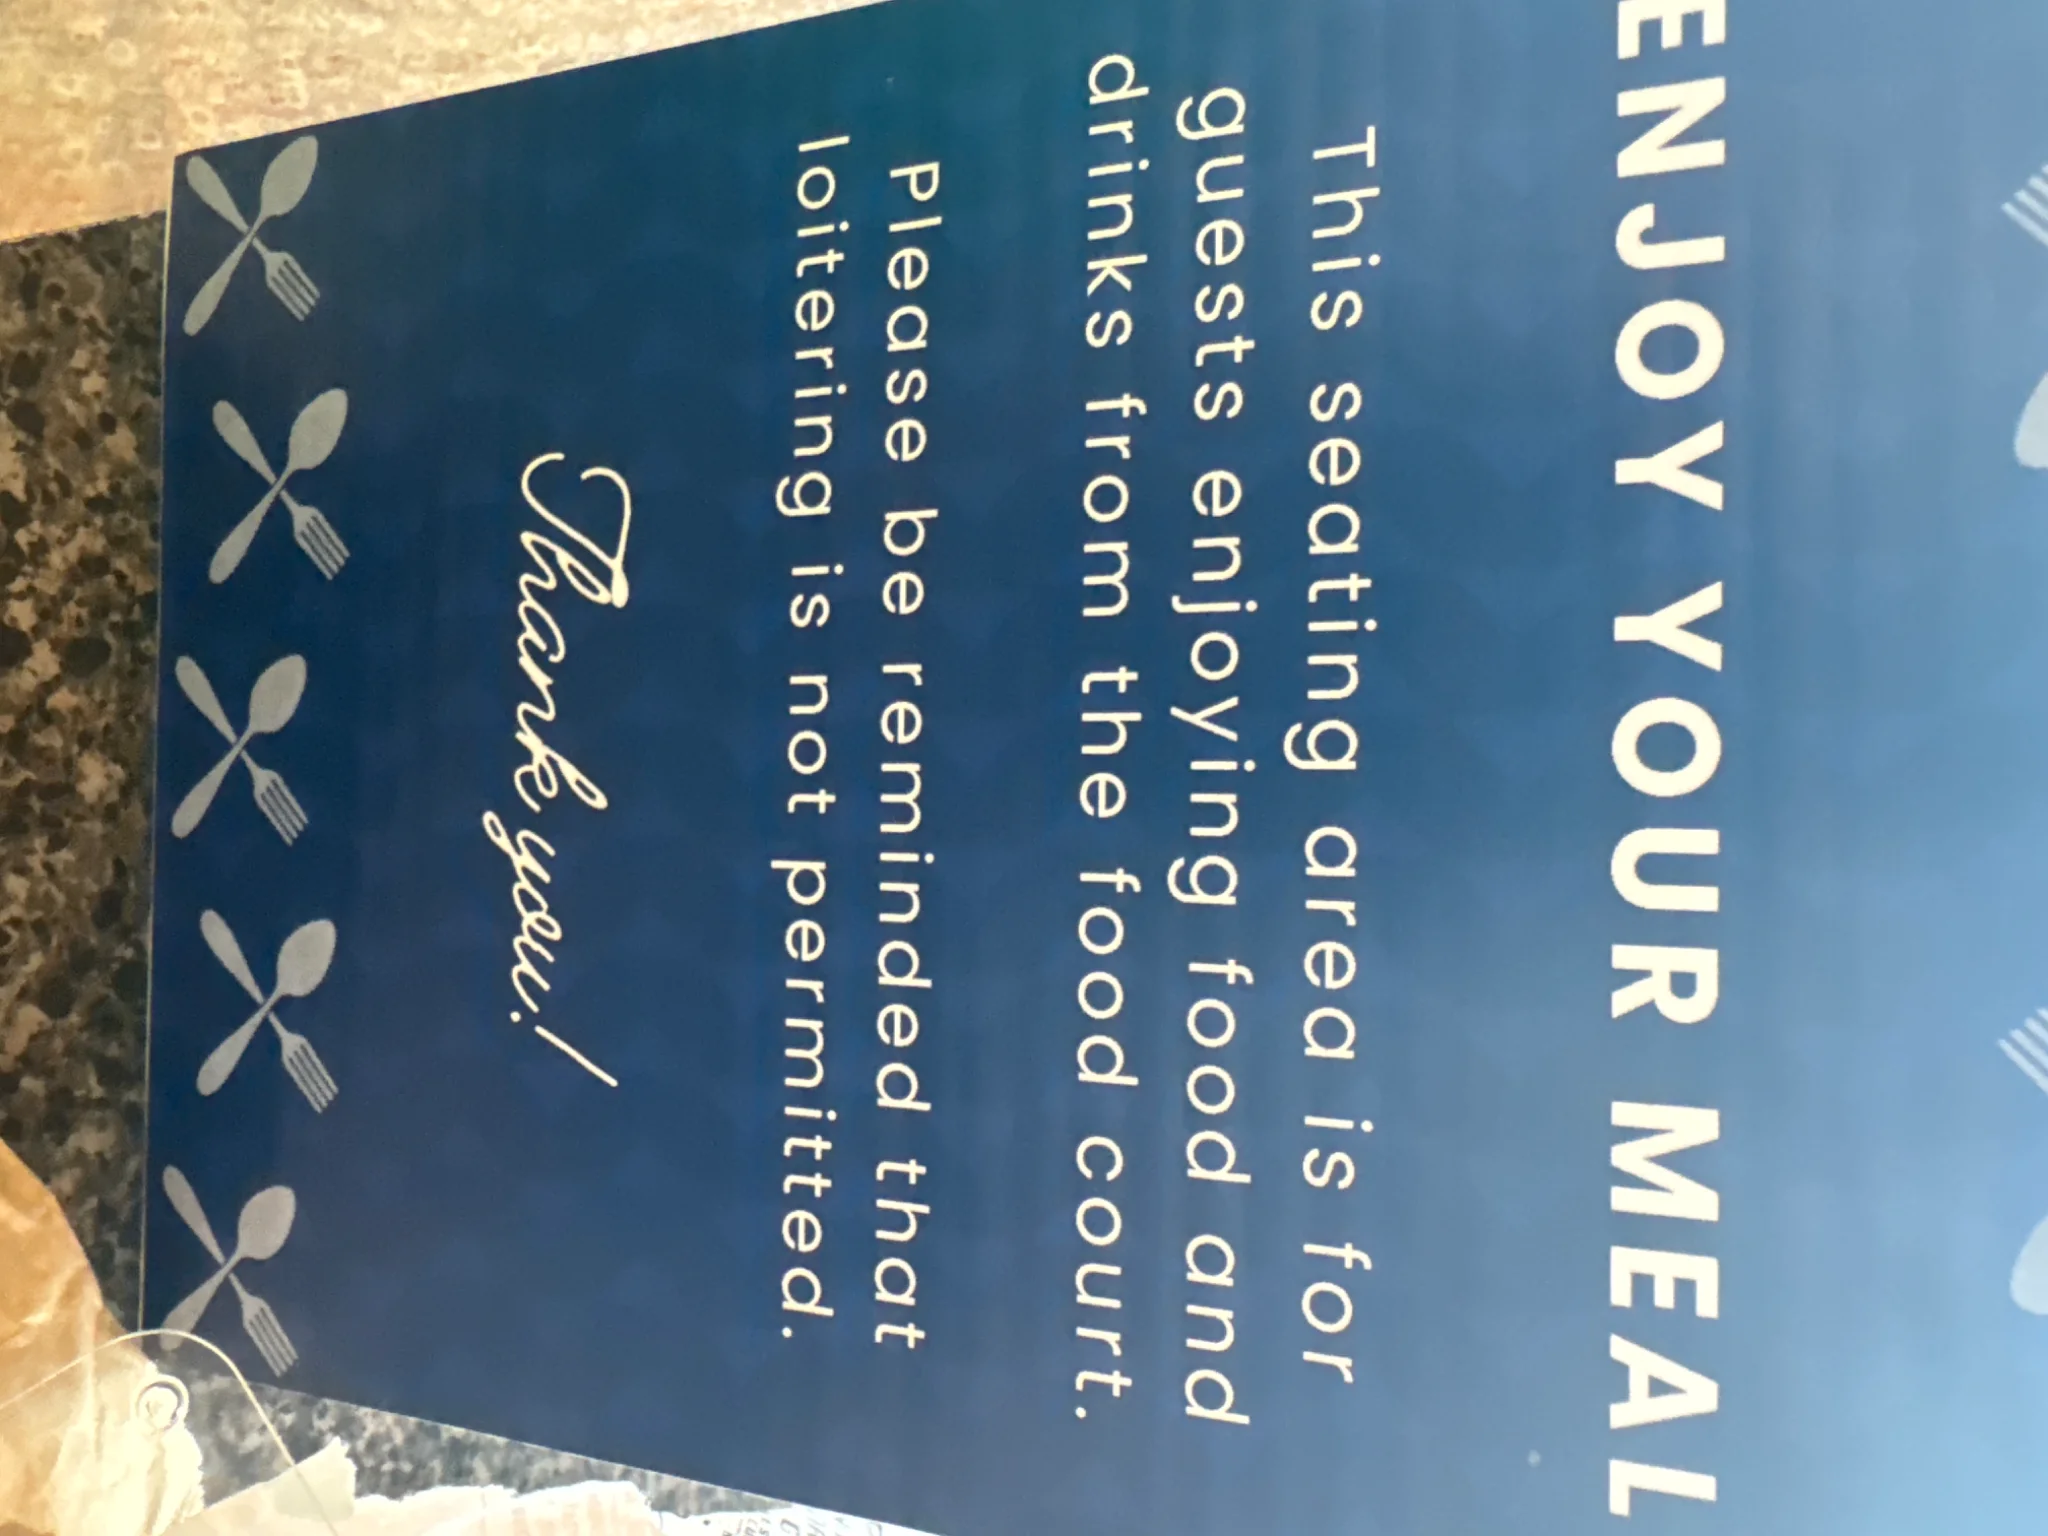 ENJOY YOUR MEAL
This seating area is for
guests enjoying food and
drinks from the food court.
Please be reminded that
loitering is not permitted.
Thank you!